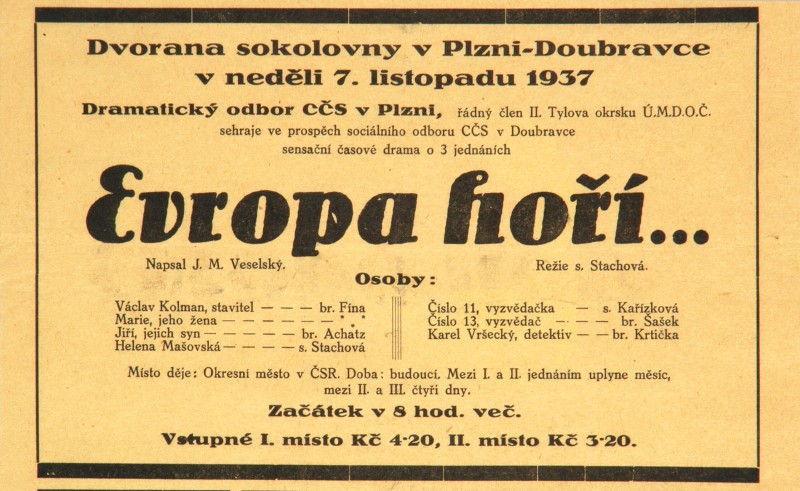 Dvorana sokolovny v Plzni-Doubravce
v neděli 7. listopadu 1937
Dramatický odbor CČS v Plzni, řádný člen II. Tylova okrsku Ú.M.D.O.Č.
sehraje ve prospěch sociálního odboru CČS v Doubravce
sensační časové drama o 3 jednáních
Evropa hoří...
Napsal J. M. Veselský.
Režie s. Stachová.
Osoby:
Václav Kolman, stavitel — — — br. Fína
Marie, jeho žena — — — — — — — * * *
Jiří, jejich syn — — — — — br. Achatz
Helena Mašovská — — — — s. Stachová
Číslo 11, vyzvědačka — s. Kařízková
Číslo 13, vyzvědač — — — — br. Šašek
Karel Vršecký, detektiv — — br. Krtička
Místo děje: Okresní město v ČSR. Doba: budoucí. Mezi I. a II. jednáním uplyne měsíc,
mezi II. a III. čtyři dny.
Začátek v 8 hod. več.
Vstupné I. místo Kč 4·20, II. místo Kč 3·20.